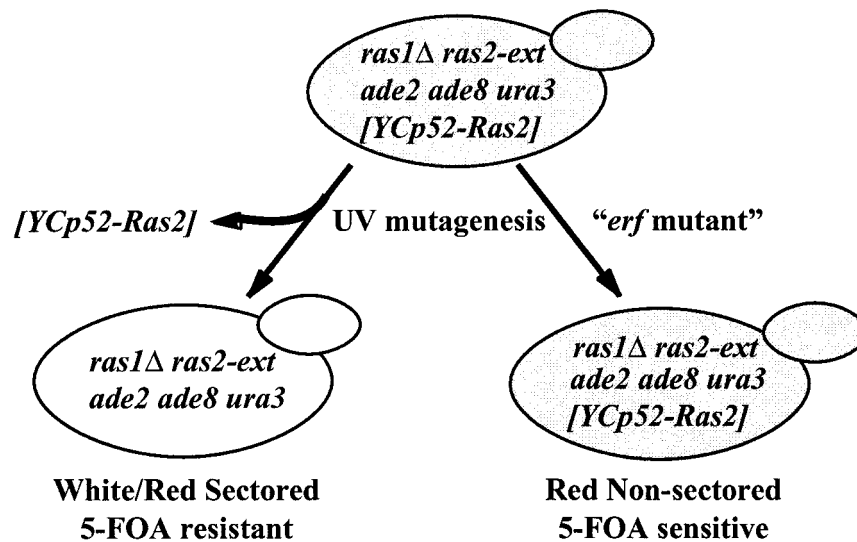 ras1Δ ras2-ext
ade2 ade8 ura3
[YCp52-Ras2]
[YCp52-Ras2]
UV mutagenesis
“erf mutant”
ras1Δ ras2-ext
ade2 ade8 ura3
ras1Δ ras2-ext
ade2 ade8 ura3
[YCp52-Ras2]
White/Red Sectored
5-FOA resistant
Red Non-sectored
5-FOA sensitive